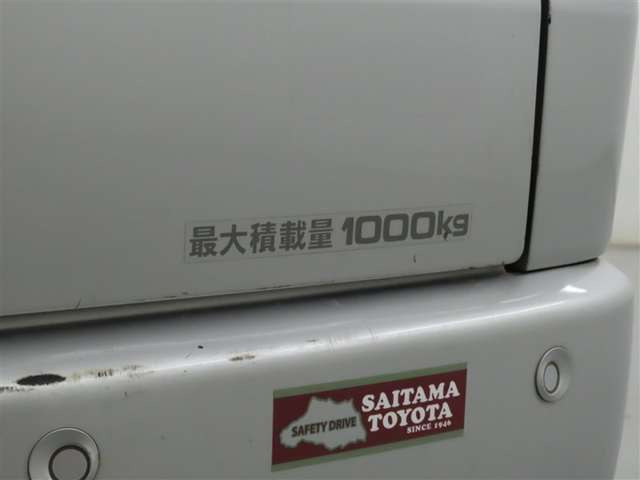 最大積載量 1000kg
SAFETY DRIVE
SAITAMA
TOYOTA
SINCE 1946